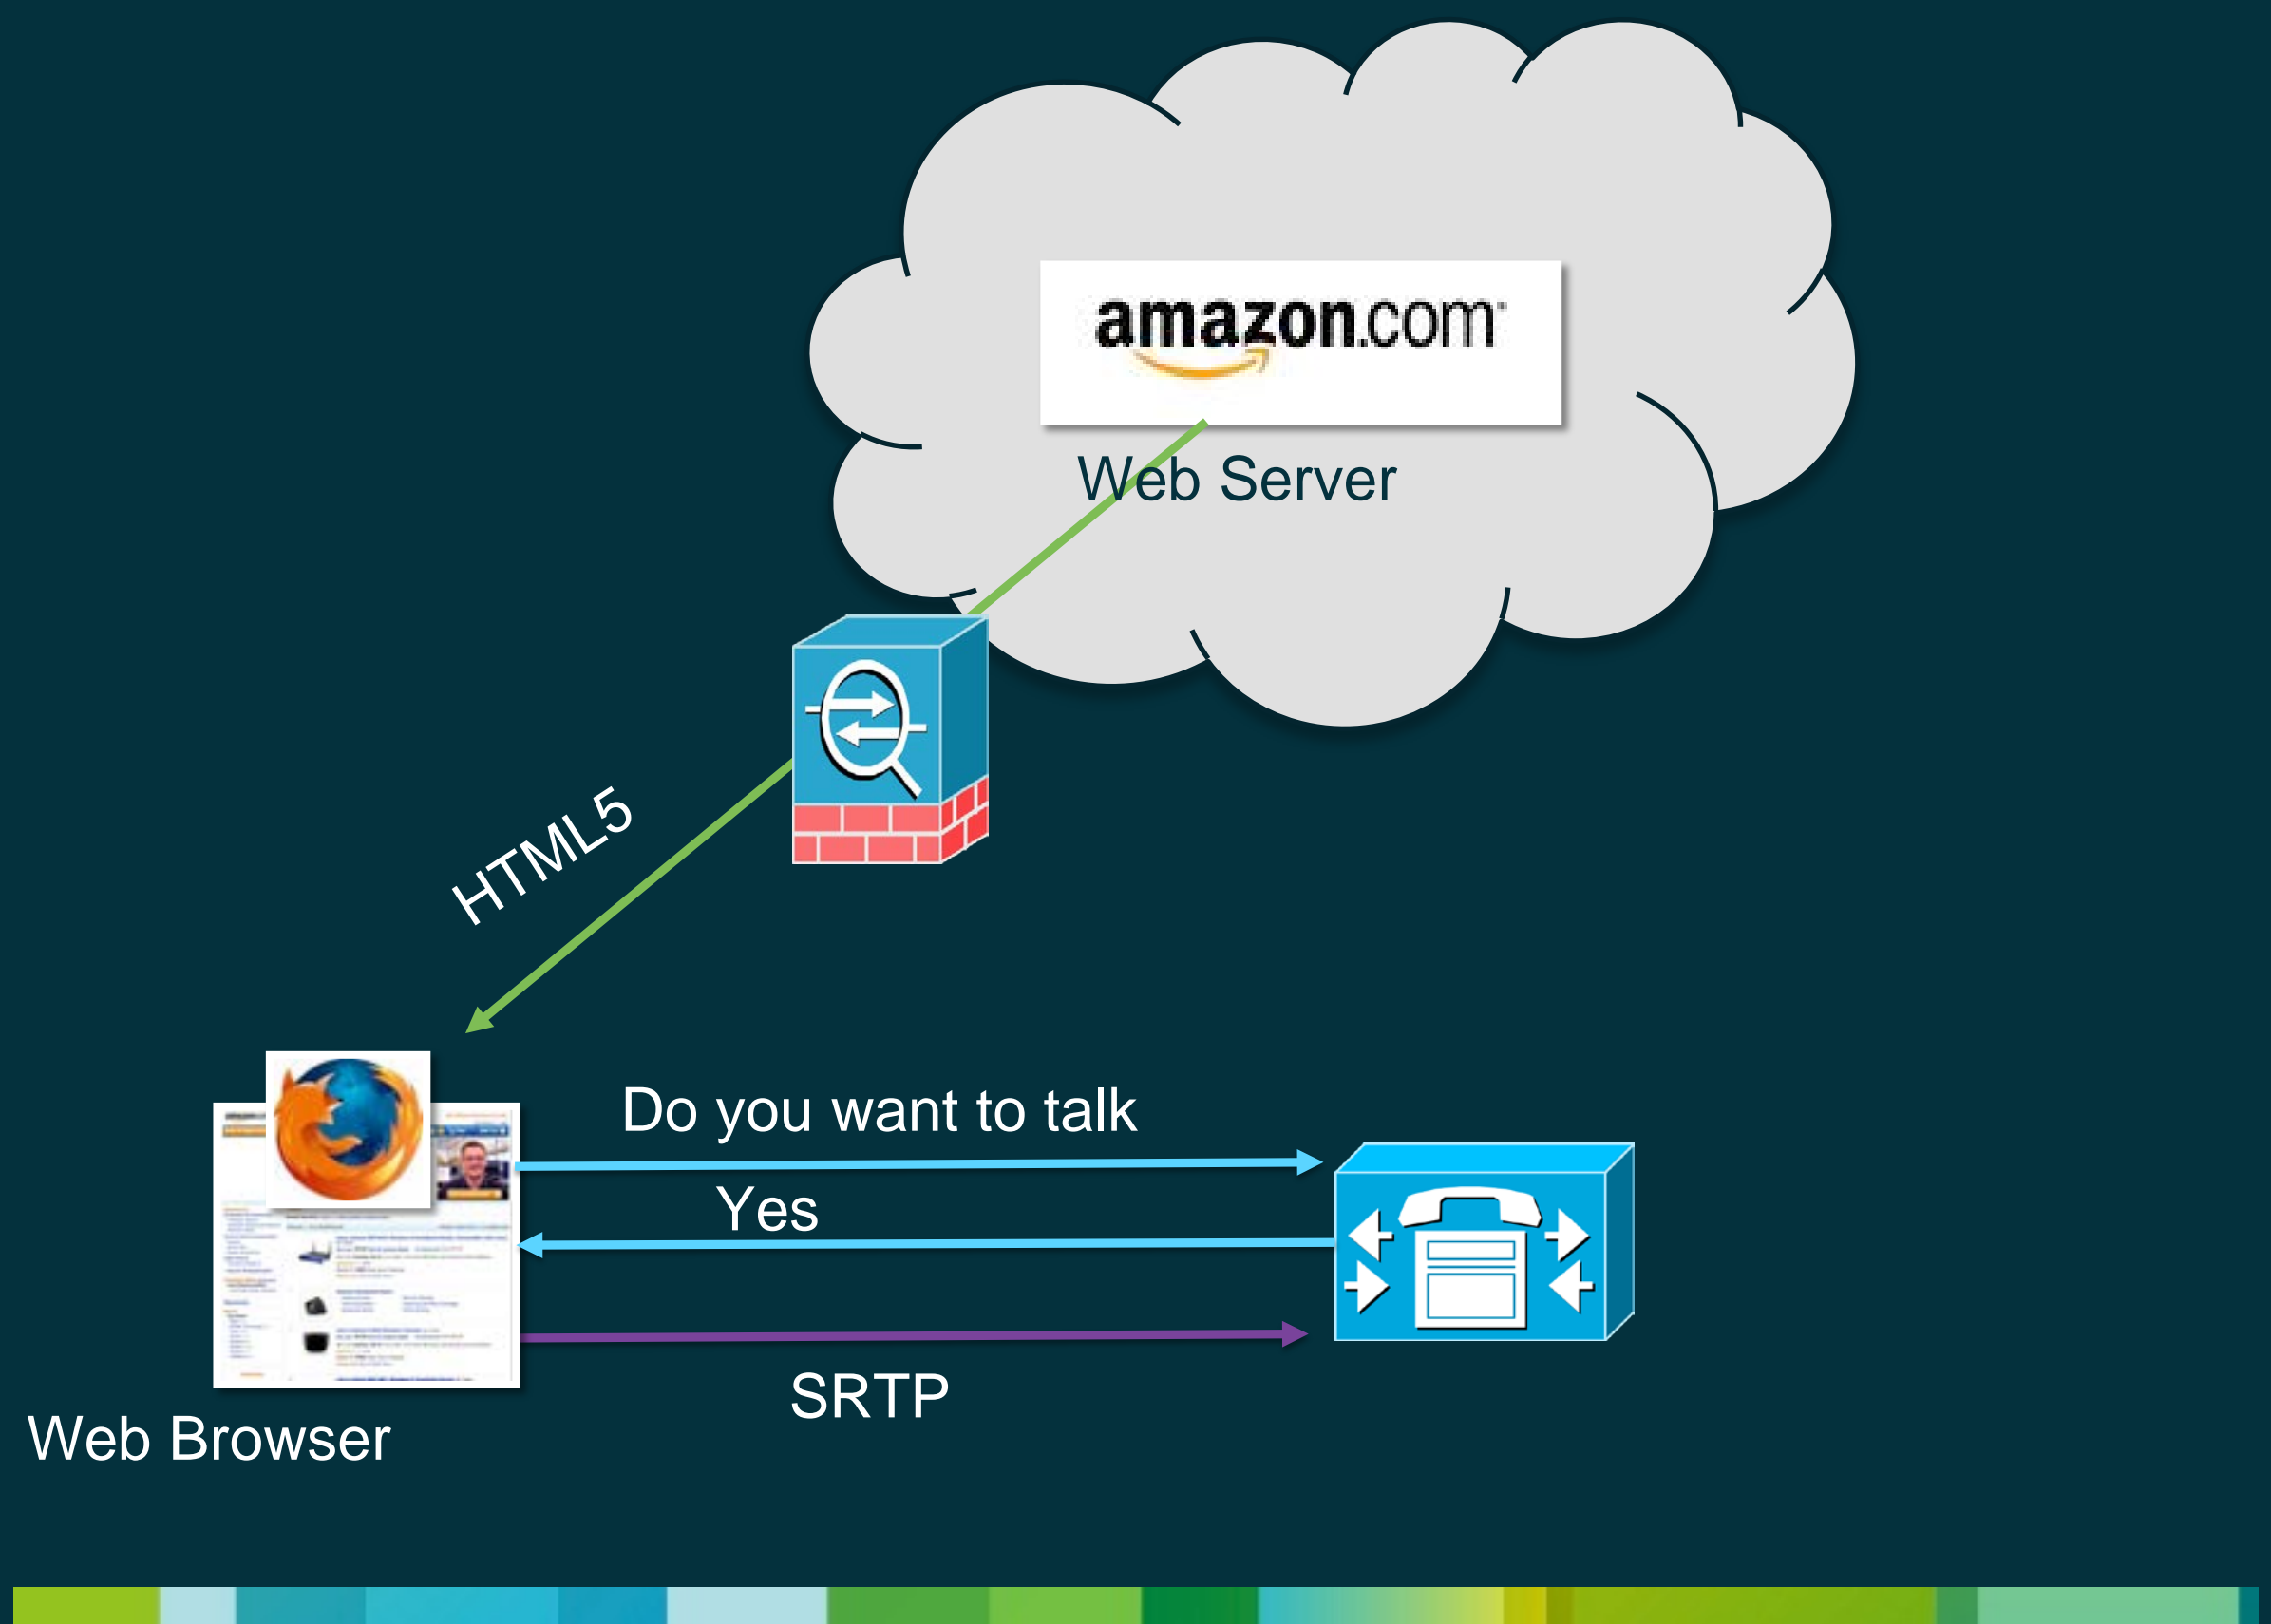 amazon.com
Web Server
HTML5
Do you want to talk
Yes
SRTP
Web Browser